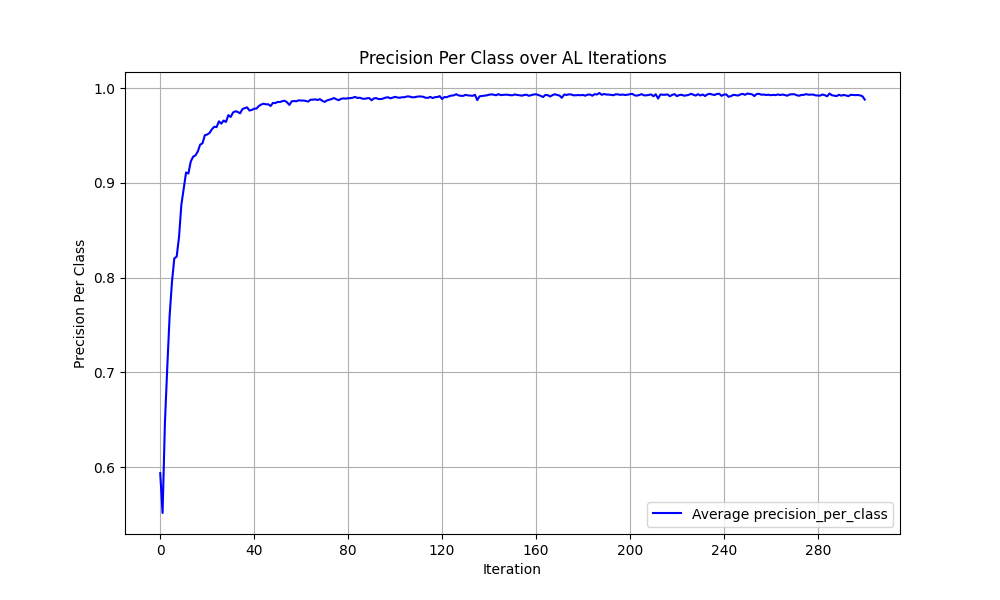 Precision Per Class over AL Iterations
1.0
0.9
0.8
0.7
0.6
Precision Per Class
Average precision_per_class
0 40 80 120 160 200 240 280
Iteration